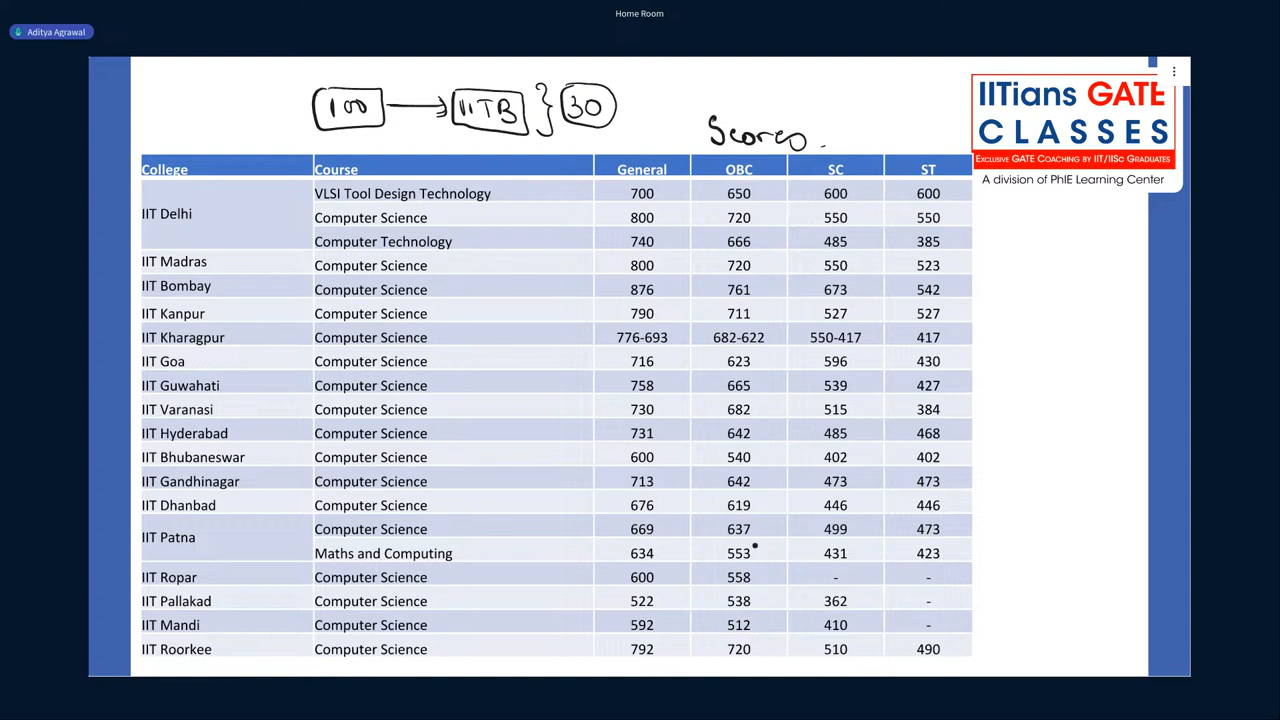 Home Room
Aditya Agrawal
100 → IITB } 30
Scores
IITians GATE
CLASSES
EXCLUSIVE GATE COACHING BY IIT/IISc GRADUATES
A division of PhIE Learning Center
College Course General OBC SC ST
IIT Delhi VLSI Tool Design Technology 700 650 600 600
Computer Science 800 720 550 550
Computer Technology 740 666 485 385
IIT Madras Computer Science 800 720 550 523
IIT Bombay Computer Science 876 761 673 542
IIT Kanpur Computer Science 790 711 527 527
IIT Kharagpur Computer Science 776-693 682-622 550-417 417
IIT Goa Computer Science 716 623 596 430
IIT Guwahati Computer Science 758 665 539 427
IIT Varanasi Computer Science 730 682 515 384
IIT Hyderabad Computer Science 731 642 485 468
IIT Bhubaneswar Computer Science 600 540 402 402
IIT Gandhinagar Computer Science 713 642 473 473
IIT Dhanbad Computer Science 676 619 446 446
IIT Patna Computer Science 669 637 499 473
Maths and Computing 634 553 431 423
IIT Ropar Computer Science 600 558 - -
IIT Pallakad Computer Science 522 538 362 -
IIT Mandi Computer Science 592 512 410 -
IIT Roorkee Computer Science 792 720 510 490